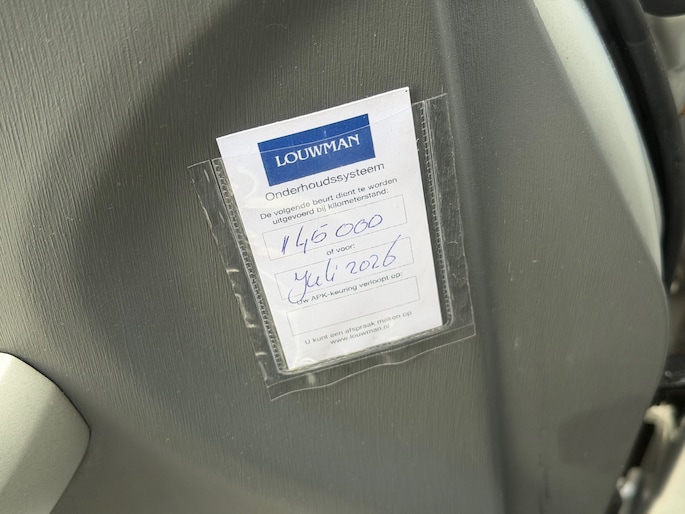 LOUWMAN
Onderhoudssysteem
De volgende beurt dient te worden
uitgevoerd bij kilometerstand:
145 000
of voor:
Juli 2026
Uw APK-keuring verloopt op:
U kunt een afspraak maken op
www.louwman.nl